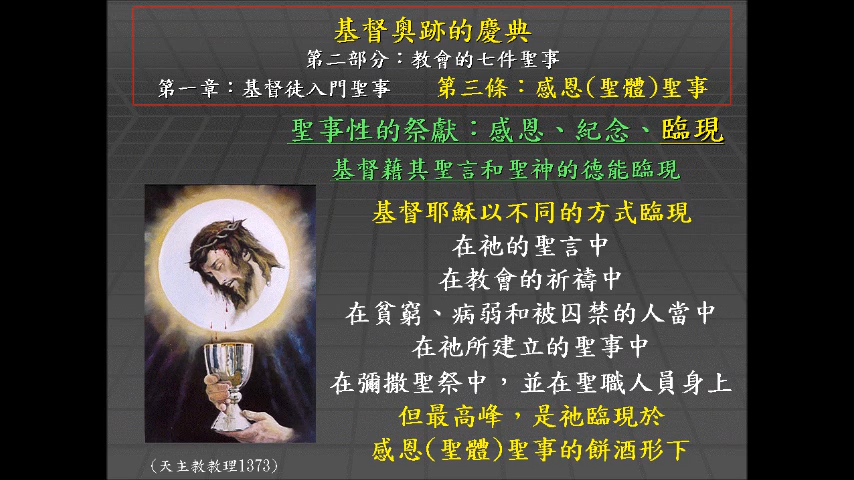 基督奧跡的慶典
第二部分：教會的七件聖事
第一章：基督徒入門聖事 第三條：感恩(聖體)聖事
聖事性的祭獻：感恩、紀念、臨現
基督藉其聖言和聖神的德能臨現
基督耶穌以不同的方式臨現
在祂的聖言中
在教會的祈禱中
在貧窮、病弱和被囚禁的人當中
在祂所建立的聖事中
在彌撒聖祭中，並在聖職人員身上
但最高峰，是祂臨現於
感恩(聖體)聖事的餅酒形下
(天主教教理1373)